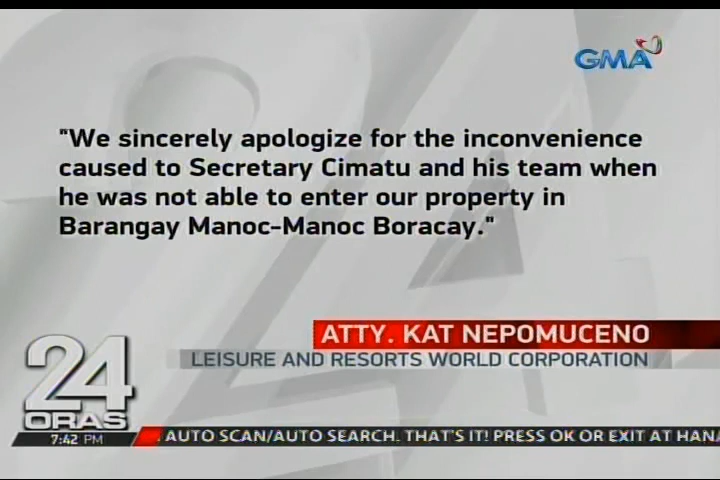 GMA
"We sincerely apologize for the inconvenience
caused to Secretary Cimatu and his team when
he was not able to enter our property in
Barangay Manoc-Manoc Boracay."
ATTY. KAT NEPOMUCENO
LEISURE AND RESORTS WORLD CORPORATION
24
ORAS
7:42 PM
. AUTO SCAN/AUTO SEARCH. THAT'S IT! PRESS OK OR EXIT AT HANA